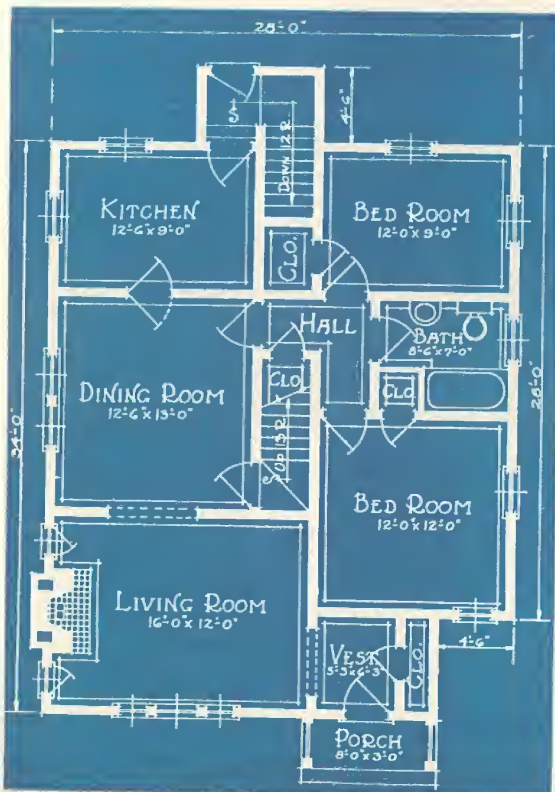 28'-0"
4'-6"
S
DOWN 12 R.
KITCHEN
12'-6" X 9'-0"
BED ROOM
12'-0" X 9'-0"
CLO.
HALL
BATH
8'-6" X 7'-0"
34'-0"
28'-0"
DINING ROOM
12'-6" X 13'-0"
CLO
CLO
S
UP 13 R.
BED ROOM
12'-0" X 12'-0"
LIVING ROOM
16'-0" X 12'-0"
VEST.
5'-3" X 6'-3"
CLO.
4'-6"
PORCH
8'-0" X 3'-0"